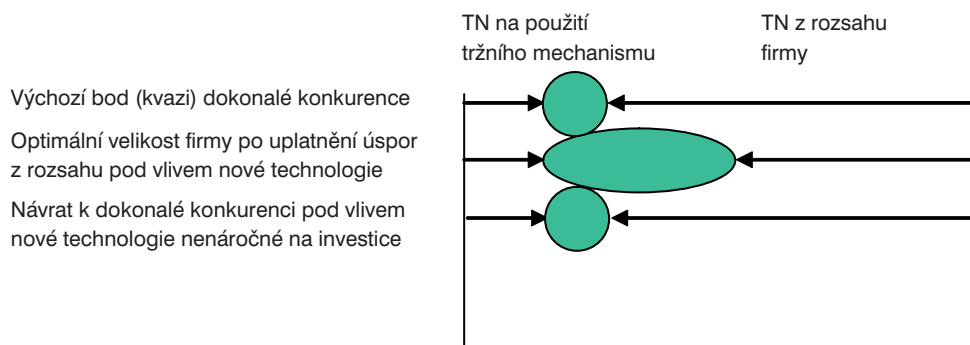 TN na použití
tržního mechanismu
TN z rozsahu
firmy
Výchozí bod (kvazi) dokonalé konkurence
Optimální velikost firmy po uplatnění úspor
z rozsahu pod vlivem nové technologie
Návrat k dokonalé konkurenci pod vlivem
nové technologie nenáročné na investice